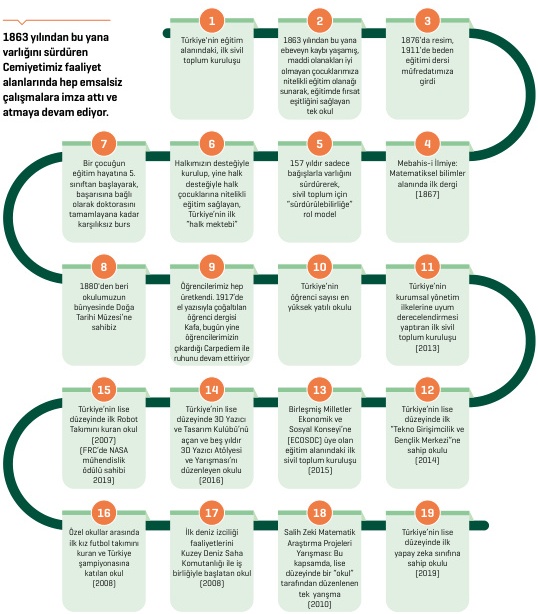 1863 yılından bu yana
varlığını sürdüren
Cemiyetimiz faaliyet
alanlarında hep emsalsiz
çalışmalara imza attı ve
atmaya devam ediyor.
1
Türkiye'nin eğitim
alanındaki, ilk sivil
toplum kuruluşu
2
1863 yılından bu yana
ebeveyn kaybı yaşamış,
maddi olanakları iyi
olmayan çocuklarımıza
nitelikli eğitim olanağı
sunarak, eğitimde fırsat
eşitliğini sağlayan
tek okul
3
1876'da resim,
1911'de beden
eğitimi dersi
müfredatımıza
girdi
4
Mebahis-i İlmiye:
Matematiksel bilimler
alanında ilk dergi
[1867]
5
157 yıldır sadece
bağışlarla varlığını
sürdürerek,
sivil toplum için
"sürdürülebilirliğe"
rol model
6
Halkımızın desteğiyle
kurulup, yine halk
desteğiyle halk
çocuklarına nitelikli
eğitim sağlayan,
Türkiye'nin ilk
"halk mektebi"
7
Bir çocuğun
eğitim hayatına 5.
sınıftan başlayarak,
başarısına bağlı
olarak doktorasını
tamamlayana kadar
karşılıksız burs
8
1880'den beri
okulumuzun
bünyesinde Doğa
Tarihi Müzesi'ne
sahibiz
9
Öğrencilerimiz hep
üretkendi. 1917'de
el yazısıyla çoğaltılan
öğrenci dergisi
Kafa, bugün yine
öğrencilerimizin
çıkardığı Carpediem ile
ruhunu devam ettiriyor
10
Türkiye'nin
öğrenci sayısı en
yüksek yatılı okulu
11
Türkiye'nin
kurumsal yönetim
ilkelerine uyum
derecelendirmesi
yaptıran ilk sivil
toplum kuruluşu
[2013]
12
Türkiye'nin lise
düzeyinde ilk
"Tekno Girişimcilik ve
Gençlik Merkezi"ne
sahip okulu
[2014]
13
Birleşmiş Milletler
Ekonomik ve
Sosyal Konseyi'ne
[ECOSOC] üye olan
eğitim alanındaki ilk
sivil toplum kuruluşu
[2015]
14
Türkiye'nin lise
düzeyinde 3D Yazıcı
ve Tasarım Kulübü'nü
açan ve beş yıldır
3D Yazıcı Atölyesi
ve Yarışması'nı
düzenleyen okulu
[2016]
15
Türkiye'nin lise
düzeyinde ilk Robot
Takımını kuran okul
[2007]
[FRC'de NASA
mühendislik
ödülü sahibi
2019]
16
Özel okullar arasında
ilk kız futbol takımını
kuran ve Türkiye
şampiyonasına
katılan okul
[2008]
17
İlk deniz izciliği
faaliyetlerini
Kuzey Deniz Saha
Komutanlığı ile iş
birliğiyle başlatan okul
[2008]
18
Salih Zeki Matematik
Araştırma Projeleri
Yarışması: Bu
kapsamda, lise
düzeyinde bir "okul"
tarafından düzenlenen
tek yarışma
[2010]
19
Türkiye'nin lise
düzeyinde ilk
yapay zeka sınıfına
sahip okulu
[2019]